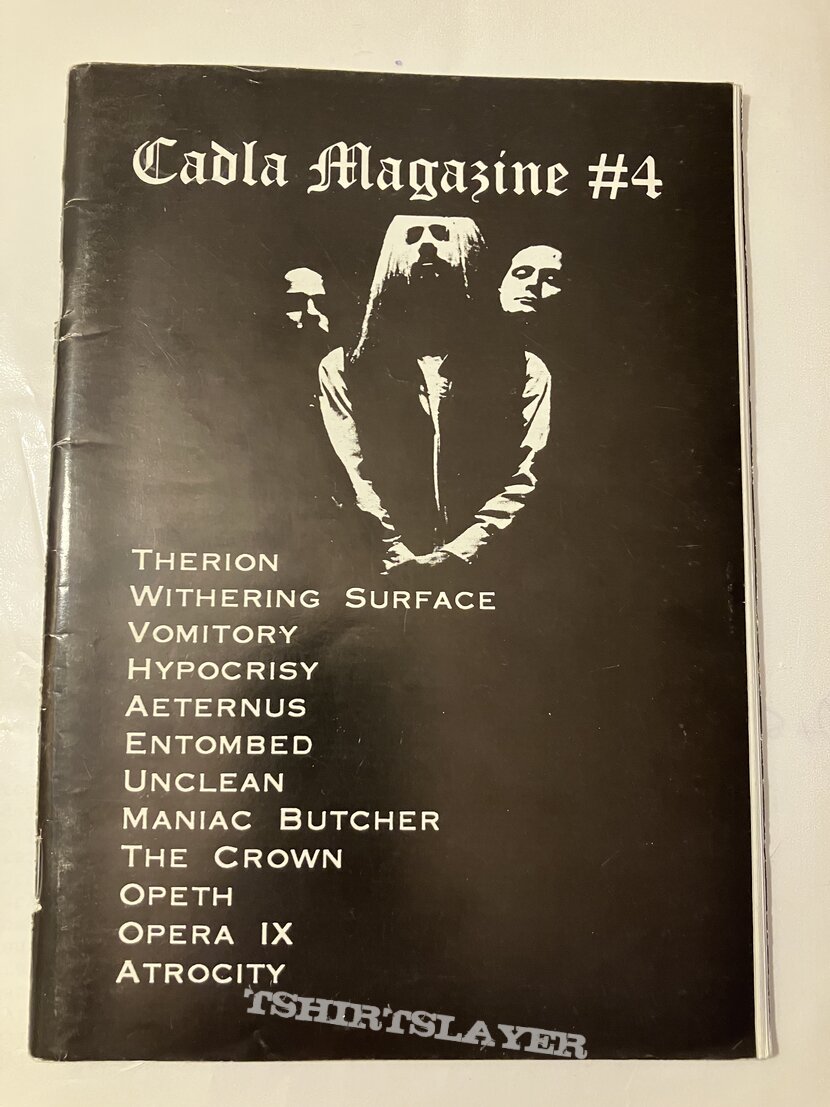 Cadla Magazine #4
Therion
Withering Surface
Vomitory
Hypocrisy
Aeternus
Entombed
Unclean
Maniac Butcher
The Crown
Opeth
Opera IX
Atrocity
TSHIRTSLAYER